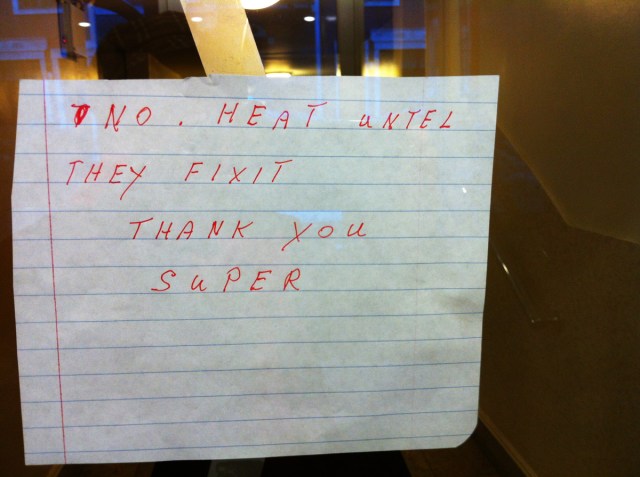 NO. HEAT UNTEL
THEY FIXIT
THANK YOU
SUPER